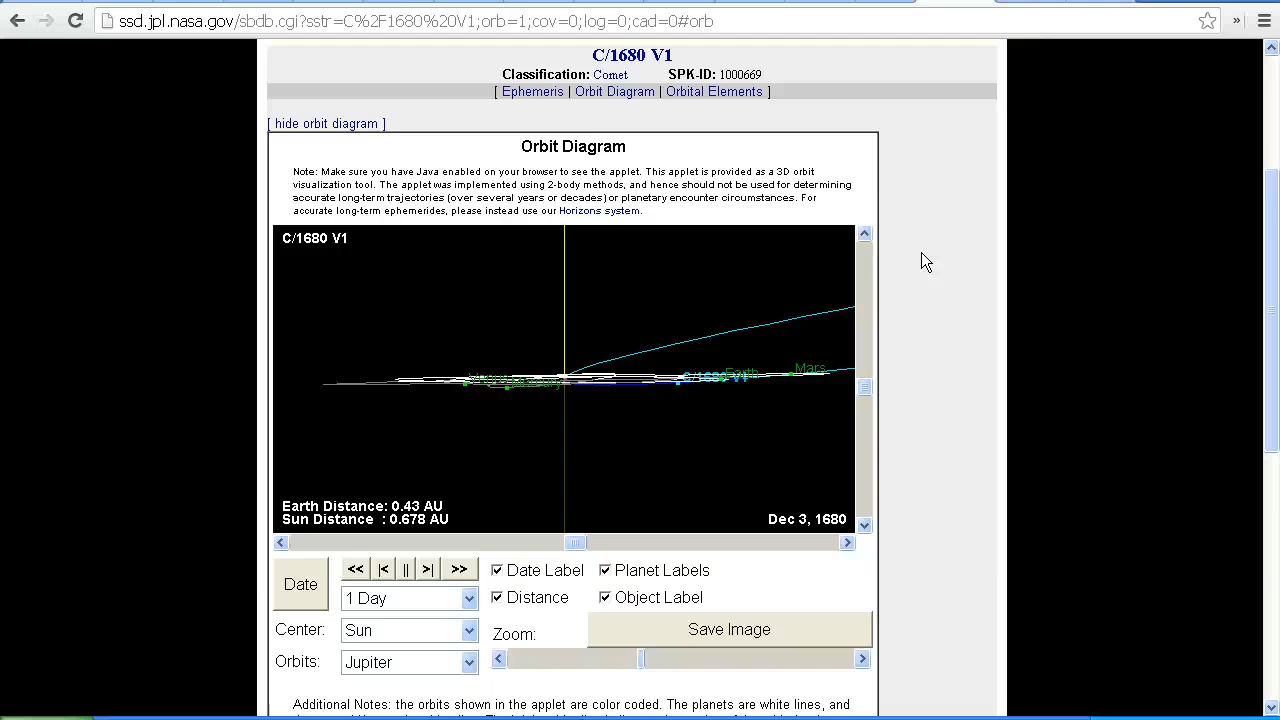 ssd.jpl.nasa.gov/sbdb.cgi?sstr=C%2F1680%20V1;orb=1;cov=0;log=0;cad=0#orb
C/1680 V1
Classification: Comet SPK-ID: 1000669
[ Ephemeris | Orbit Diagram | Orbital Elements ]
[ hide orbit diagram ]
Orbit Diagram
Note: Make sure you have Java enabled on your browser to see the applet. This applet is provided as a 3D orbit
visualization tool. The applet was implemented using 2-body methods, and hence should not be used for determining
accurate long-term trajectories (over several years or decades) or planetary encounter circumstances. For
accurate long-term ephemerides, please instead use our Horizons system.
C/1680 V1
Mars
C/1680 V1
Earth
Earth Distance: 0.43 AU
Sun Distance : 0.678 AU
Dec 3, 1680
Date
<< |< || >| >>
Date Label
Planet Labels
1 Day
Distance
Object Label
Center: Sun
Zoom:
Save Image
Orbits: Jupiter
Additional Notes: the orbits shown in the applet are color coded. The planets are white lines, and